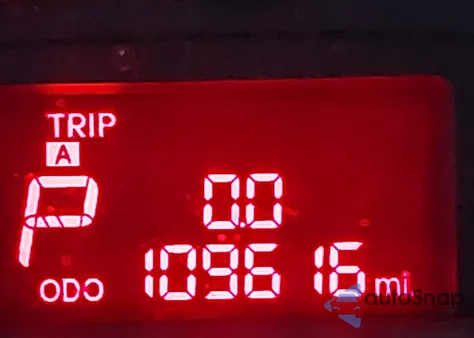 TRIP
A
P
0.0
ODO 109616 mi
autoSnap